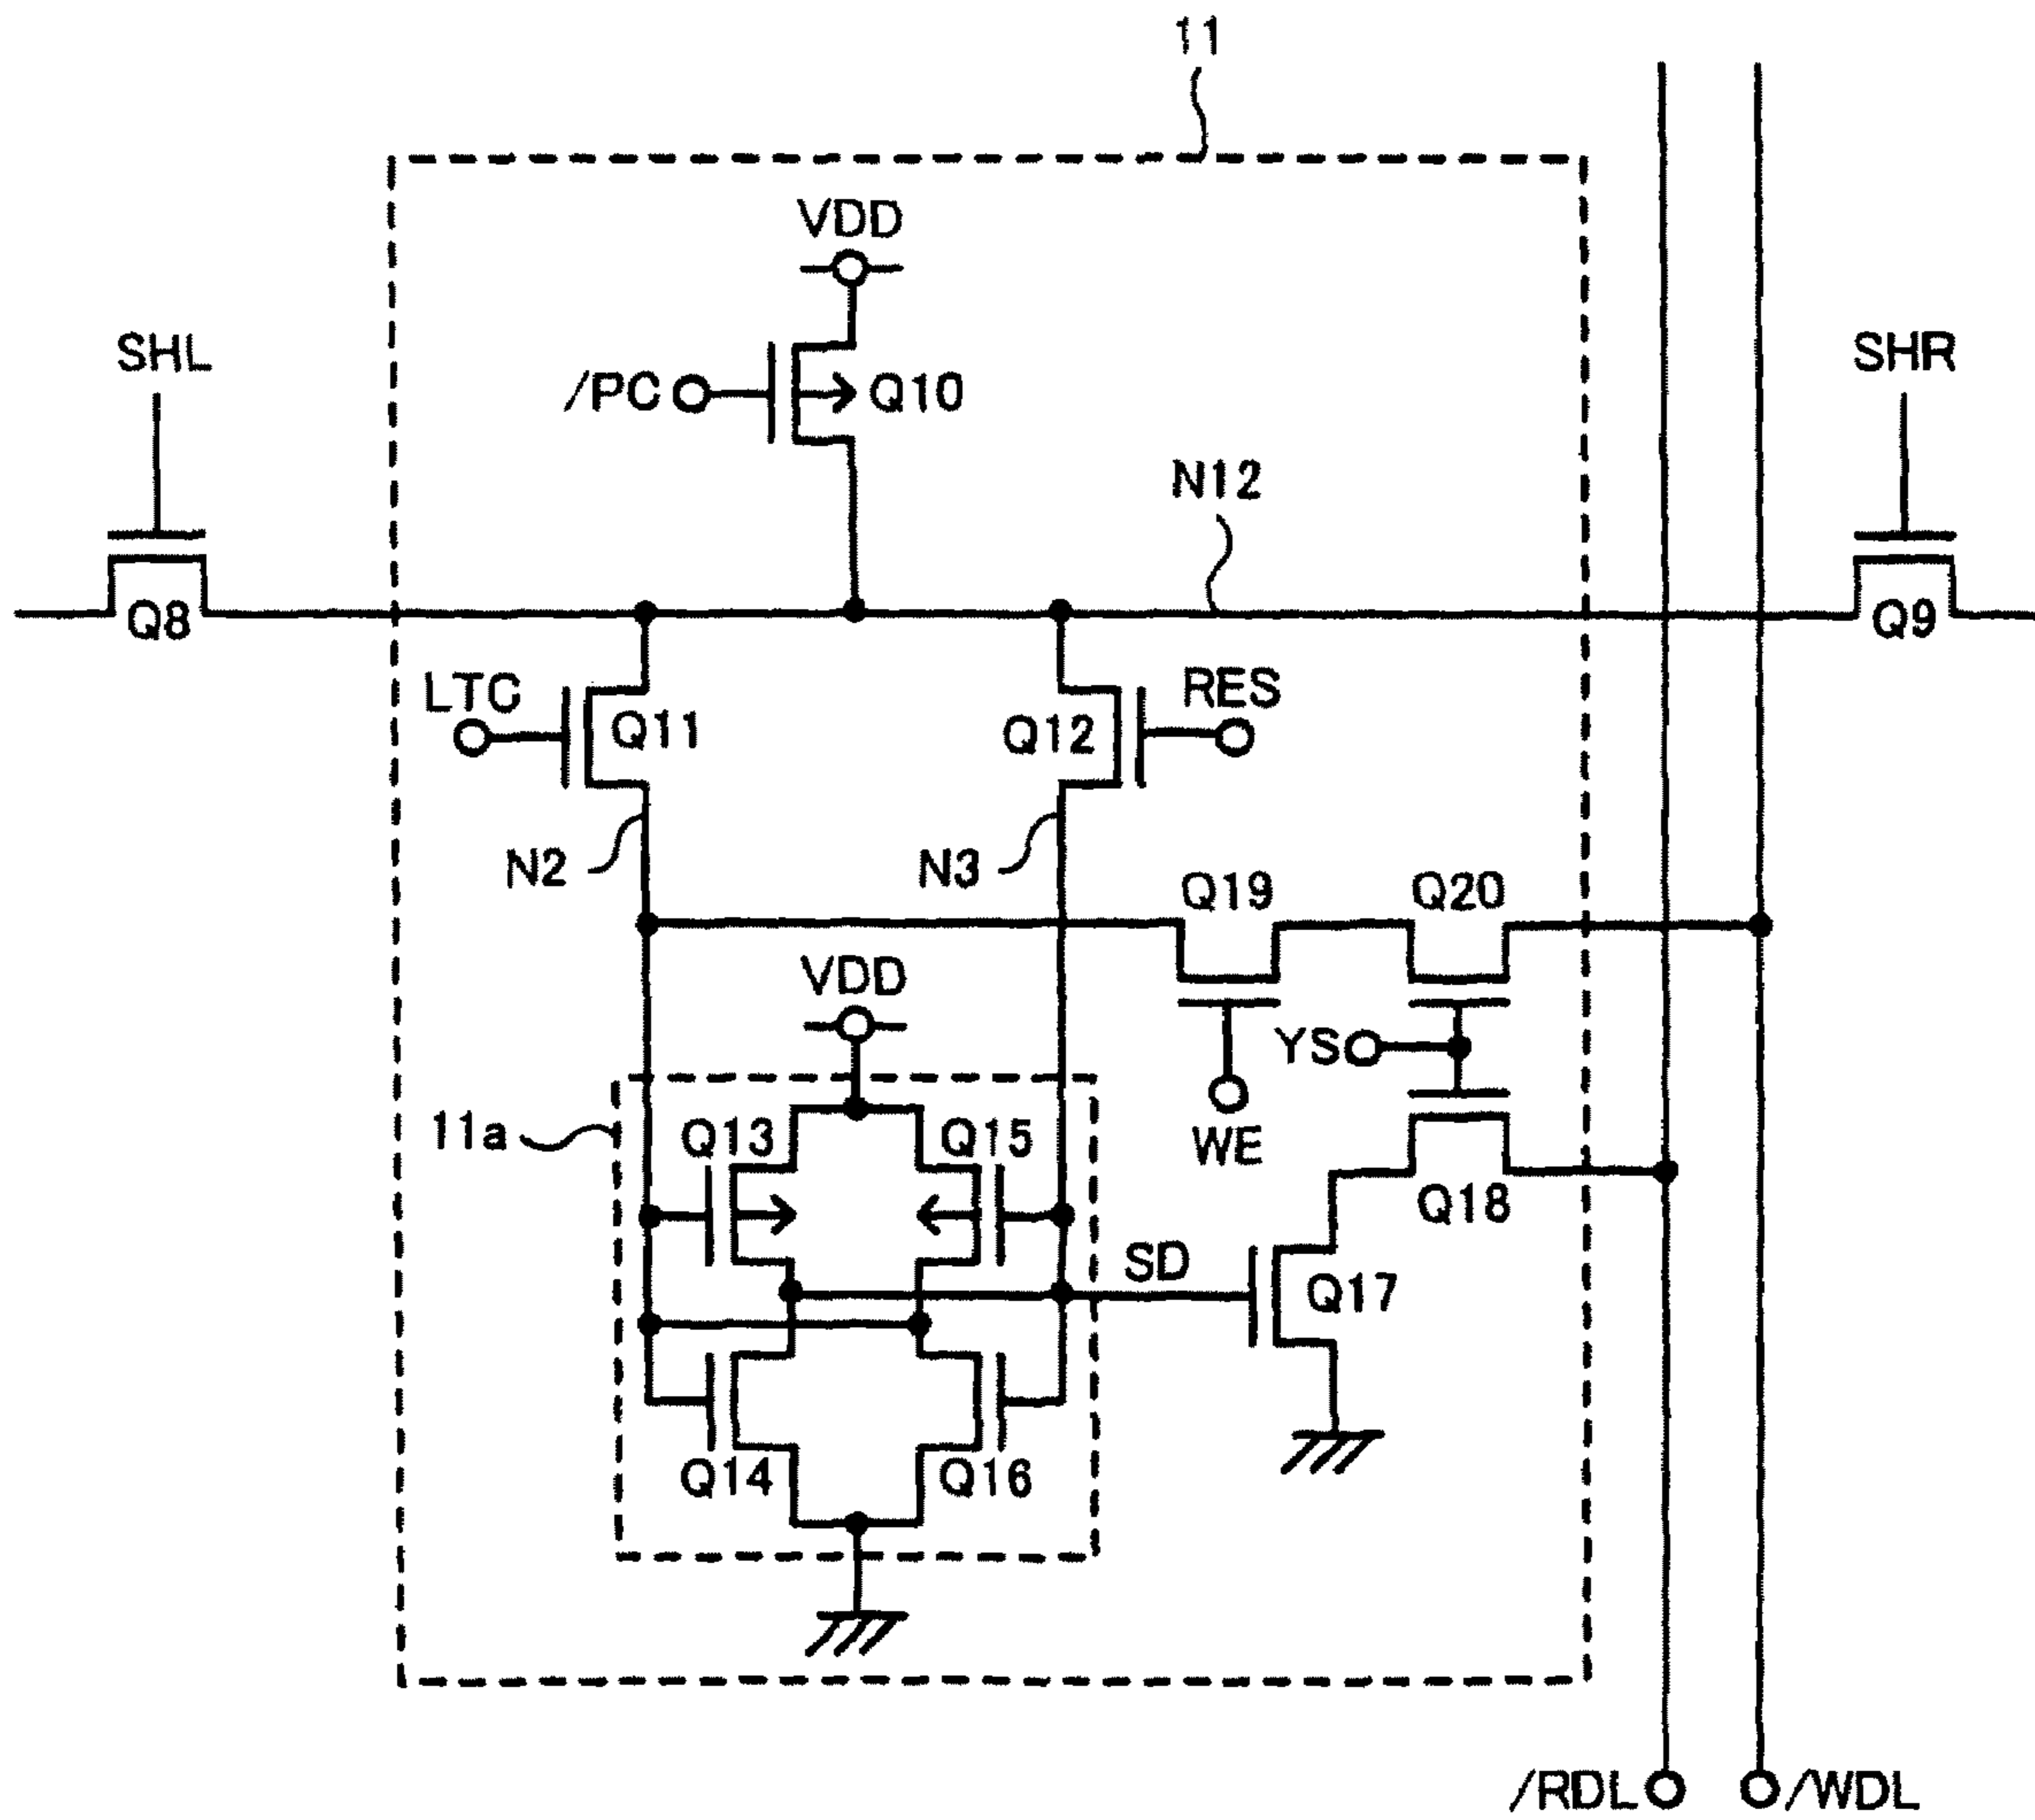 11
VDD
SHL
/PC
Q10
SHR
N12
Q8
Q9
LTC
Q11
Q12
RES
N2
N3
Q19
Q20
VDD
YS
11a
Q13
Q15
WE
Q18
SD
Q17
Q14
Q16
/RDL
/WDL